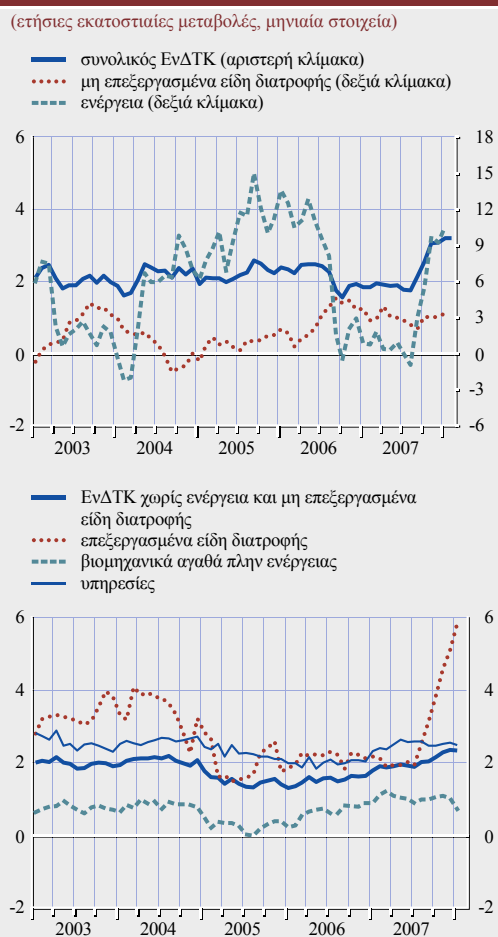 (ετήσιες εκατοστιαίες μεταβολές, μηνιαία στοιχεία)
συνολικός ΕνΔΤΚ (αριστερή κλίμακα)
μη επεξεργασμένα είδη διατροφής (δεξιά κλίμακα)
ενέργεια (δεξιά κλίμακα)
6 18
15
4 12
9
2 6
3
0 0
-3
-2 -6
2003 2004 2005 2006 2007
ΕνΔΤΚ χωρίς ενέργεια και μη επεξεργασμένα
είδη διατροφής
επεξεργασμένα είδη διατροφής
βιομηχανικά αγαθά πλην ενέργειας
υπηρεσίες
6 6
4 4
2 2
0 0
-2 -2
2003 2004 2005 2006 2007